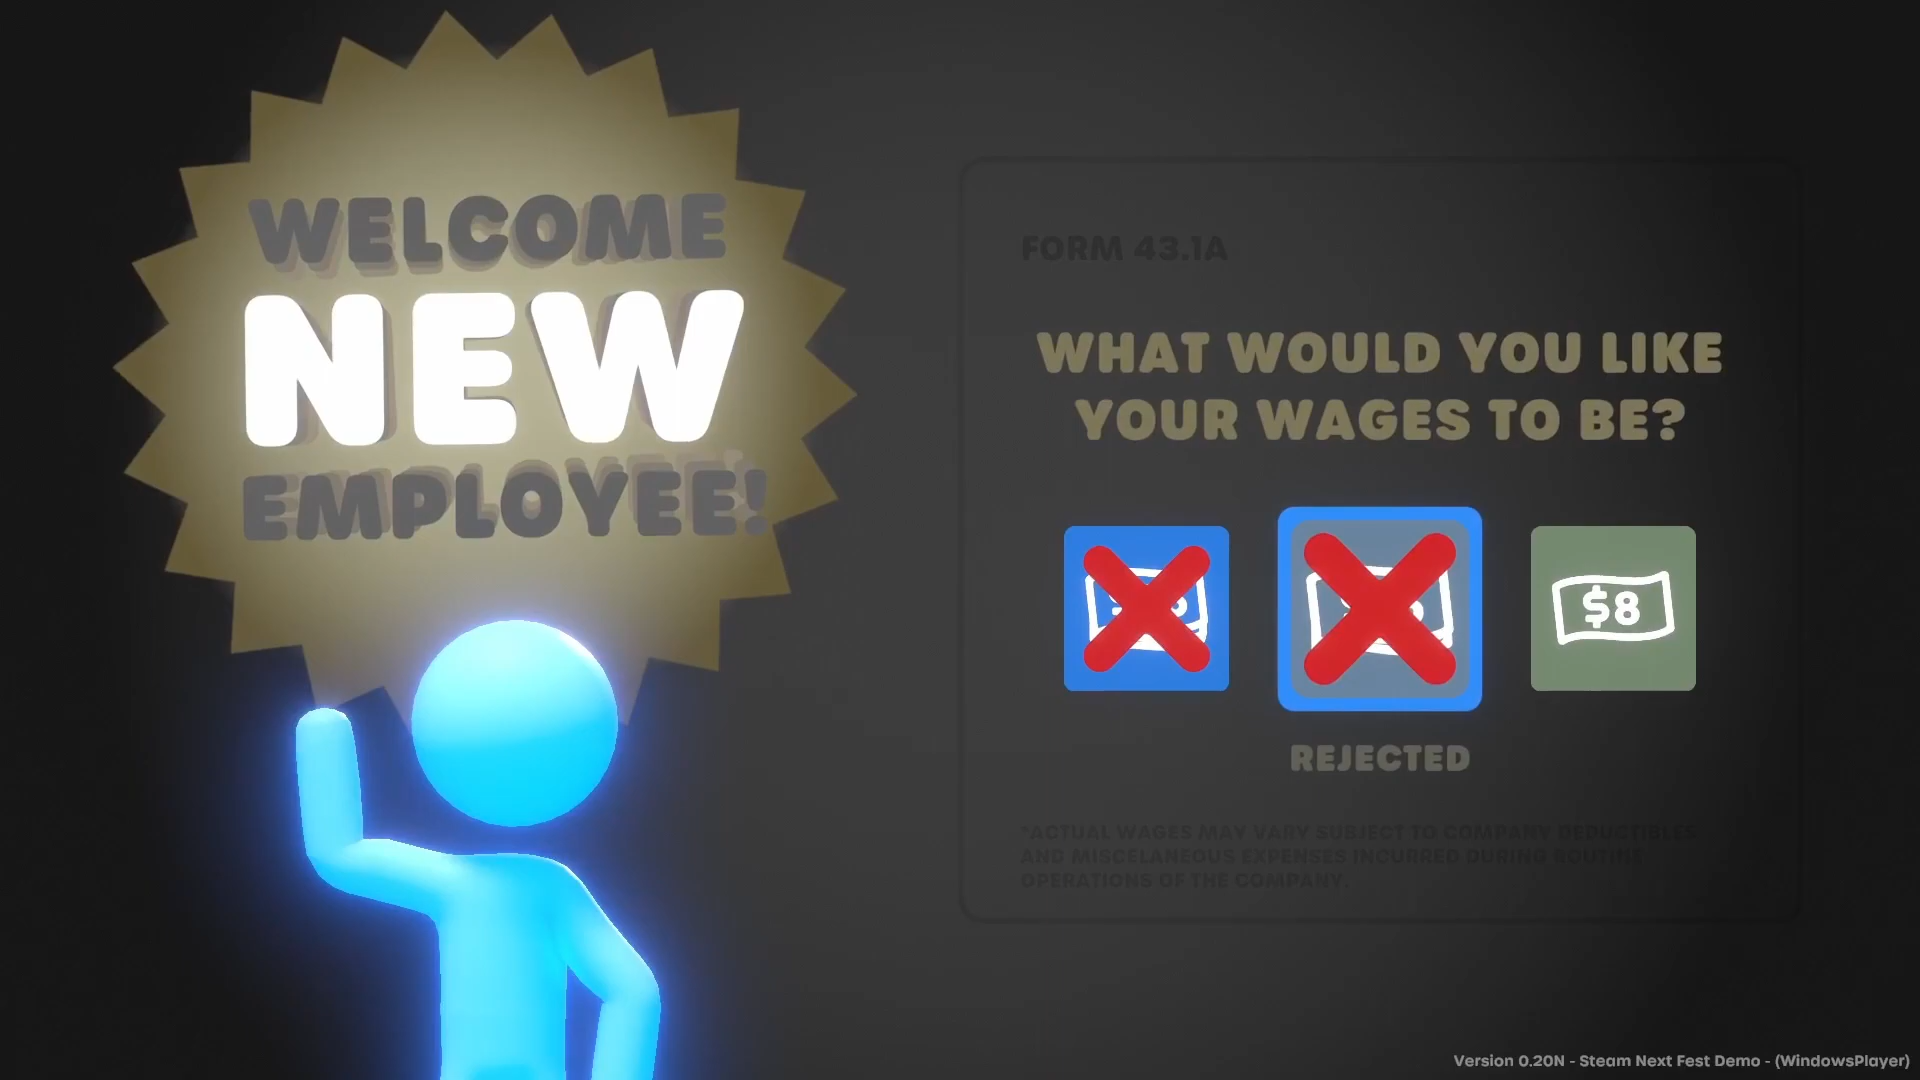 WELCOME
NEW
EMPLOYEE!
FORM 43.1A
WHAT WOULD YOU LIKE
YOUR WAGES TO BE?
$8
REJECTED
*ACTUAL WAGES MAY VARY SUBJECT TO COMPANY DEDUCTIBLES
AND MISCELANEOUS EXPENSES INCURRED DURING ROUTINE
OPERATIONS OF THE COMPANY.
Version 0.20N - Steam Next Fest Demo - (WindowsPlayer)